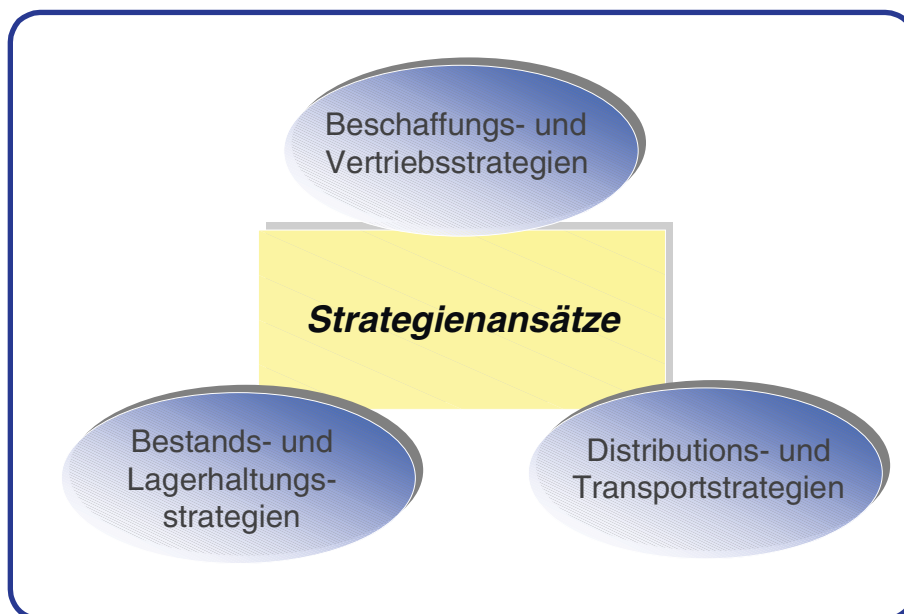 Beschaffungs- und
Vertriebsstrategien
Strategienansätze
Bestands- und
Lagerhaltungs-
strategien
Distributions- und
Transportstrategien